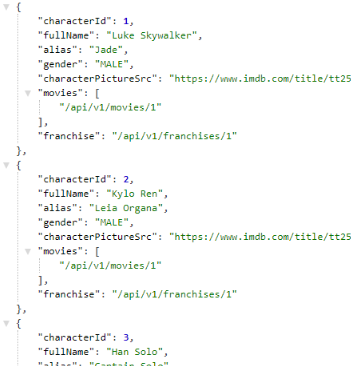 {
"characterId": 1,
"fullName": "Luke Skywalker",
"alias": "Jade",
"gender": "MALE",
"characterPictureSrc": "https://www.imdb.com/title/tt25
"movies": [
"/api/v1/movies/1"
],
"franchise": "/api/v1/franchises/1"
},
{
"characterId": 2,
"fullName": "Kylo Ren",
"alias": "Leia Organa",
"gender": "MALE",
"characterPictureSrc": "https://www.imdb.com/title/tt25
"movies": [
"/api/v1/movies/1"
],
"franchise": "/api/v1/franchises/1"
},
{
"characterId": 3,
"fullName": "Han Solo",
"alias": "Captain Solo"